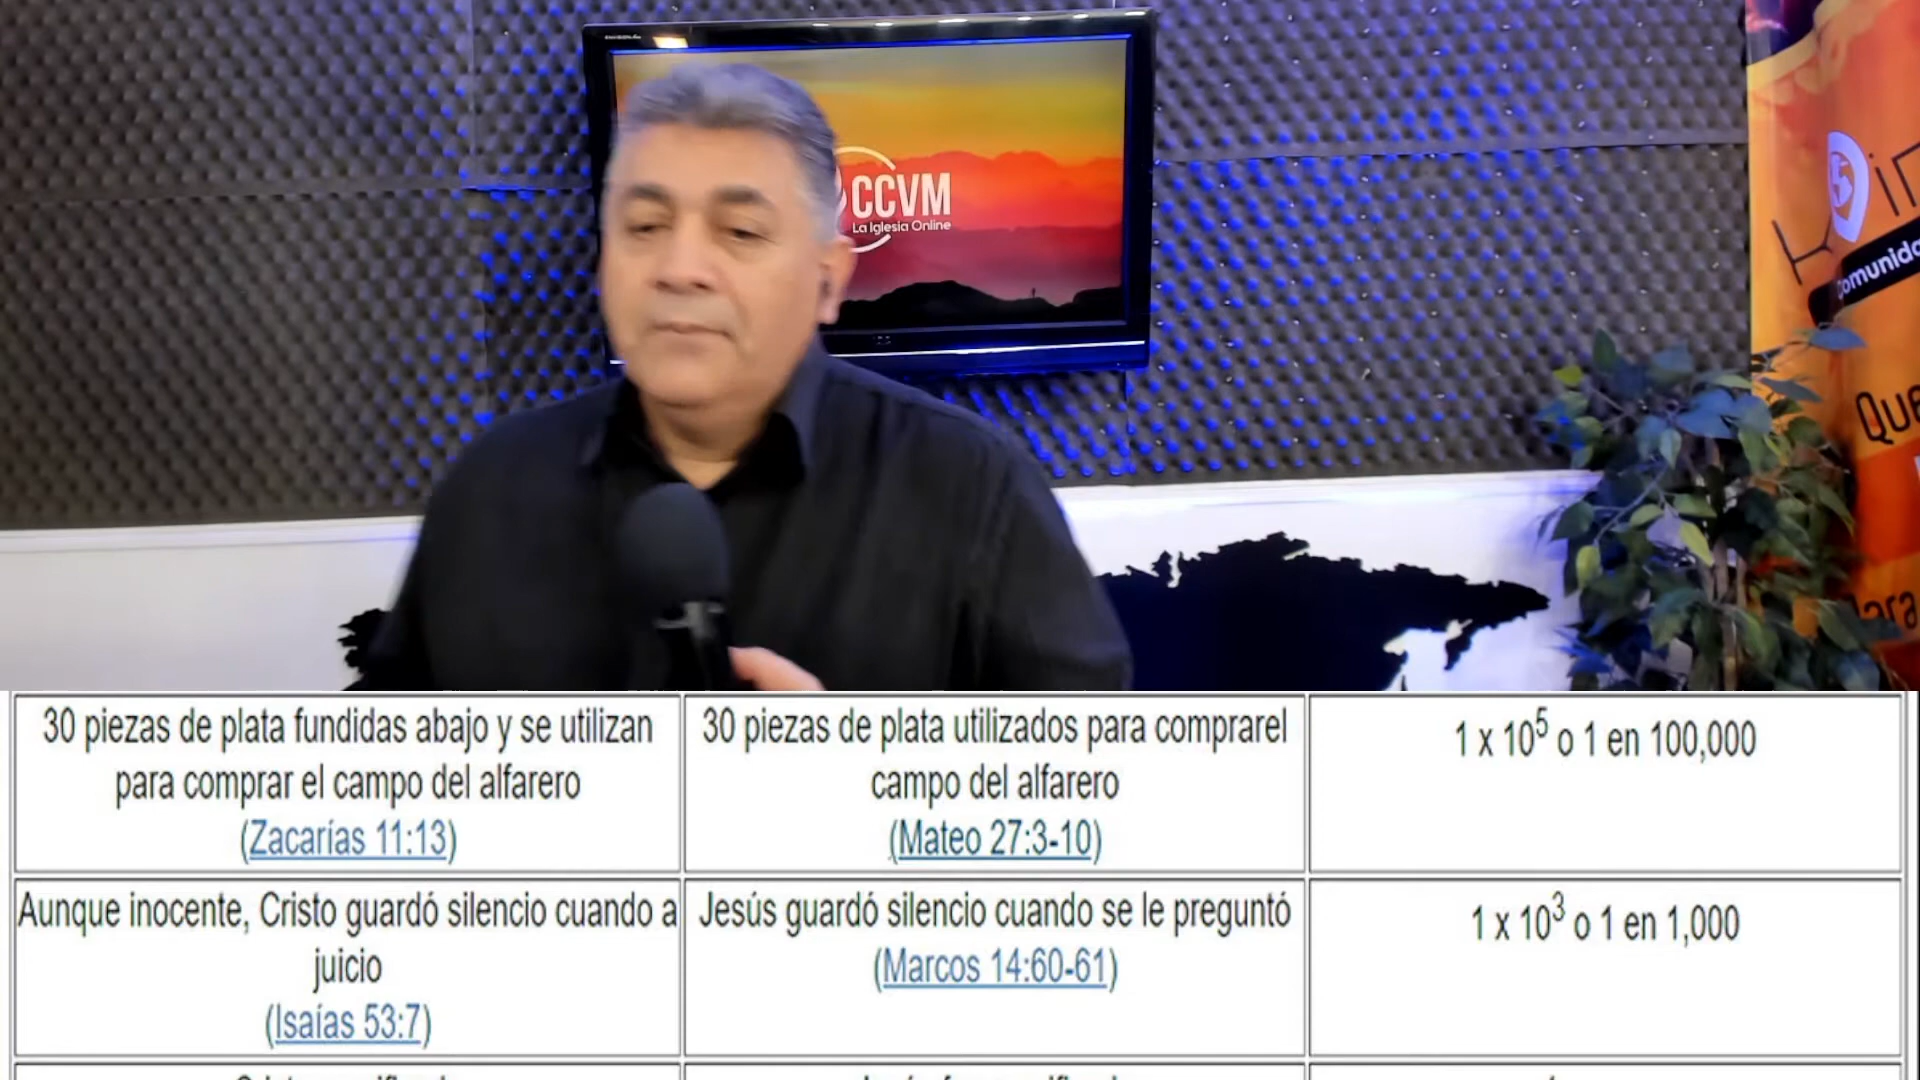 CCVM
La Iglesia Online
Que
30 piezas de plata fundidas abajo y se utilizan
para comprar el campo del alfarero
(Zacarías 11:13)
30 piezas de plata utilizados para comprarel
campo del alfarero
(Mateo 27:3-10)
1 x 10⁵ o 1 en 100,000
Aunque inocente, Cristo guardó silencio cuando a
juicio
(Isaías 53:7)
Jesús guardó silencio cuando se le preguntó
(Marcos 14:60-61)
1 x 10³ o 1 en 1,000